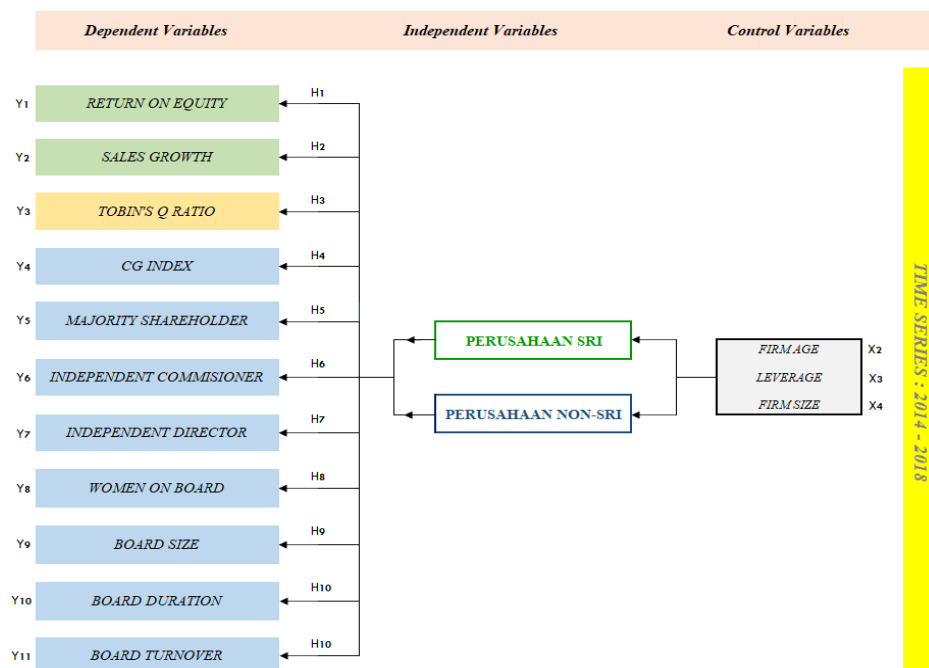 Dependent Variables Independent Variables Control Variables
Y1 RETURN ON EQUITY H1
Y2 SALES GROWTH H2
Y3 TOBIN'S Q RATIO H3
Y4 CG INDEX H4
Y5 MAJORITY SHAREHOLDER H5
Y6 INDEPENDENT COMMISIONER H6
Y7 INDEPENDENT DIRECTOR H7
Y8 WOMEN ON BOARD H8
Y9 BOARD SIZE H9
Y10 BOARD DURATION H10
Y11 BOARD TURNOVER H10
PERUSAHAAN SRI
PERUSAHAAN NON-SRI
FIRM AGE X2
LEVERAGE X3
FIRM SIZE X4
TIME SERIES : 2014 - 2018